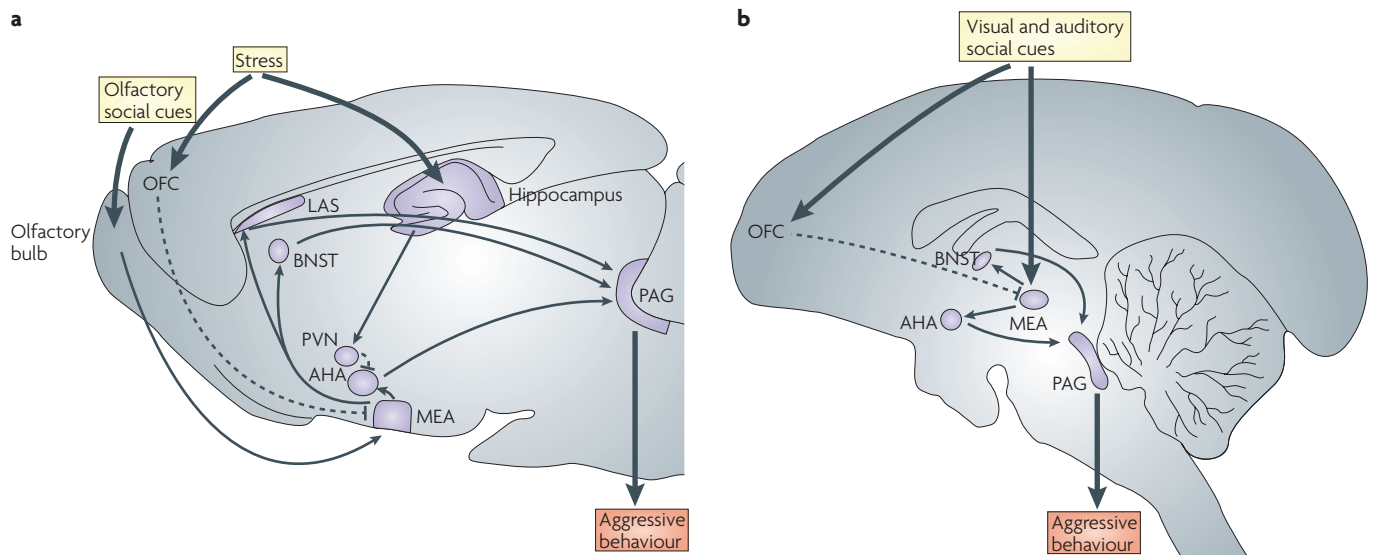 a
Stress
Olfactory
social cues
OFC
LAS
Hippocampus
Olfactory
bulb
BNST
PAG
PVN
AHA
MEA
Aggressive
behaviour
b
Visual and auditory
social cues
OFC
BNST
AHA
MEA
PAG
Aggressive
behaviour